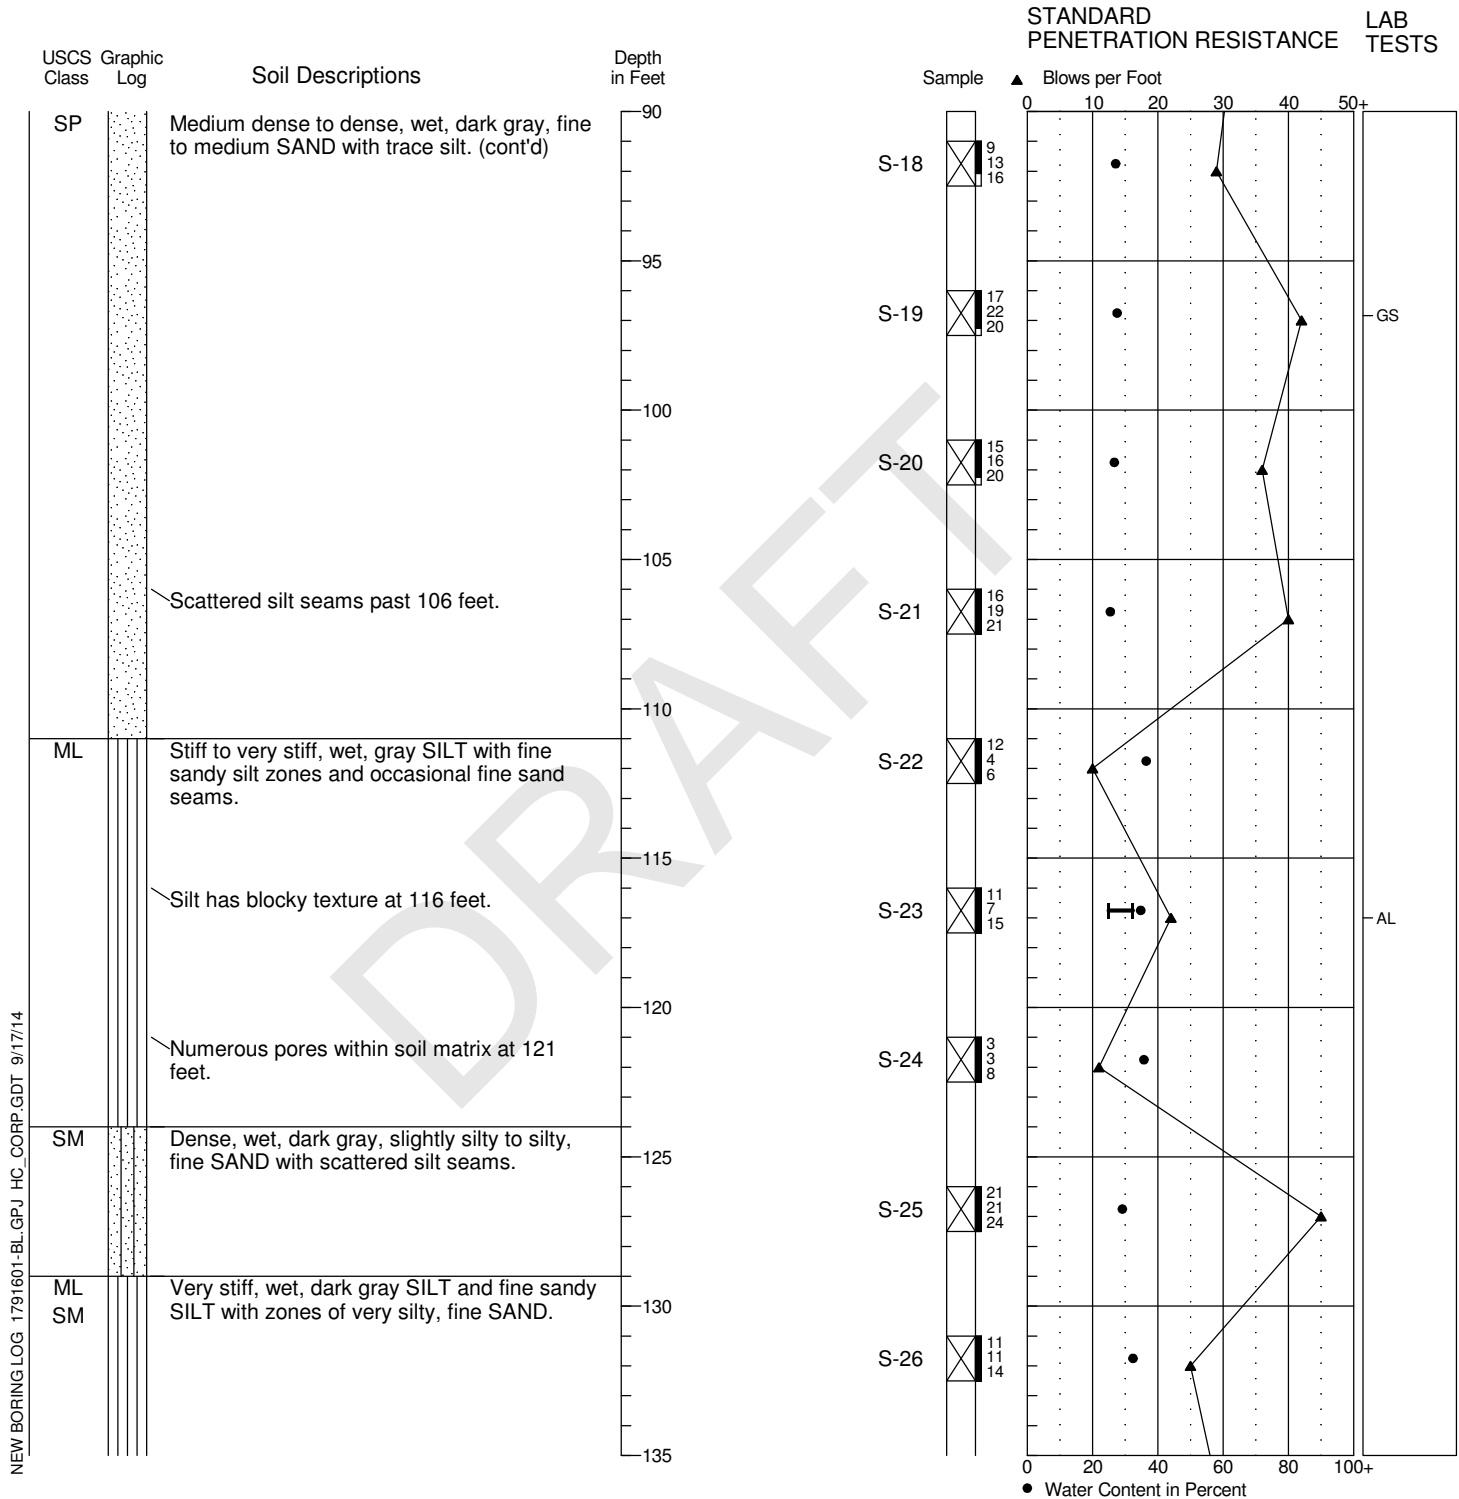 STANDARD
PENETRATION RESISTANCE
LAB
TESTS
USCS Graphic
Class Log
Soil Descriptions
Depth
in Feet
Sample
▲ Blows per Foot
0 10 20 30 40 50+
SP
Medium dense to dense, wet, dark gray, fine
to medium SAND with trace silt. (cont'd)
90
S-18
9
13
16
95
S-19
17
22
20
GS
100
S-20
15
16
20
105
Scattered silt seams past 106 feet.
S-21
16
19
21
110
ML
Stiff to very stiff, wet, gray SILT with fine
sandy silt zones and occasional fine sand
seams.
S-22
12
4
6
115
Silt has blocky texture at 116 feet.
S-23
11
7
15
AL
120
Numerous pores within soil matrix at 121
feet.
S-24
3
3
8
SM
Dense, wet, dark gray, slightly silty to silty,
fine SAND with scattered silt seams.
125
S-25
21
21
24
ML
SM
Very stiff, wet, dark gray SILT and fine sandy
SILT with zones of very silty, fine SAND.
130
S-26
11
11
14
135
0 20 40 60 80 100+
● Water Content in Percent
NEW BORING LOG 1791601-BL.GPJ HC_CORP.GDT 9/17/14
DRAFT